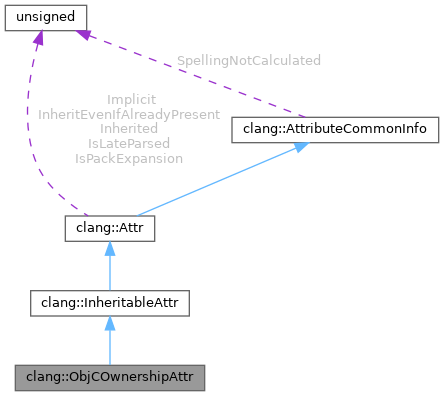 unsigned
SpellingNotCalculated
Implicit
InheritEvenIfAlreadyPresent
Inherited
IsLateParsed
IsPackExpansion
clang::AttributeCommonInfo
clang::Attr
clang::InheritableAttr
clang::ObjCOwnershipAttr